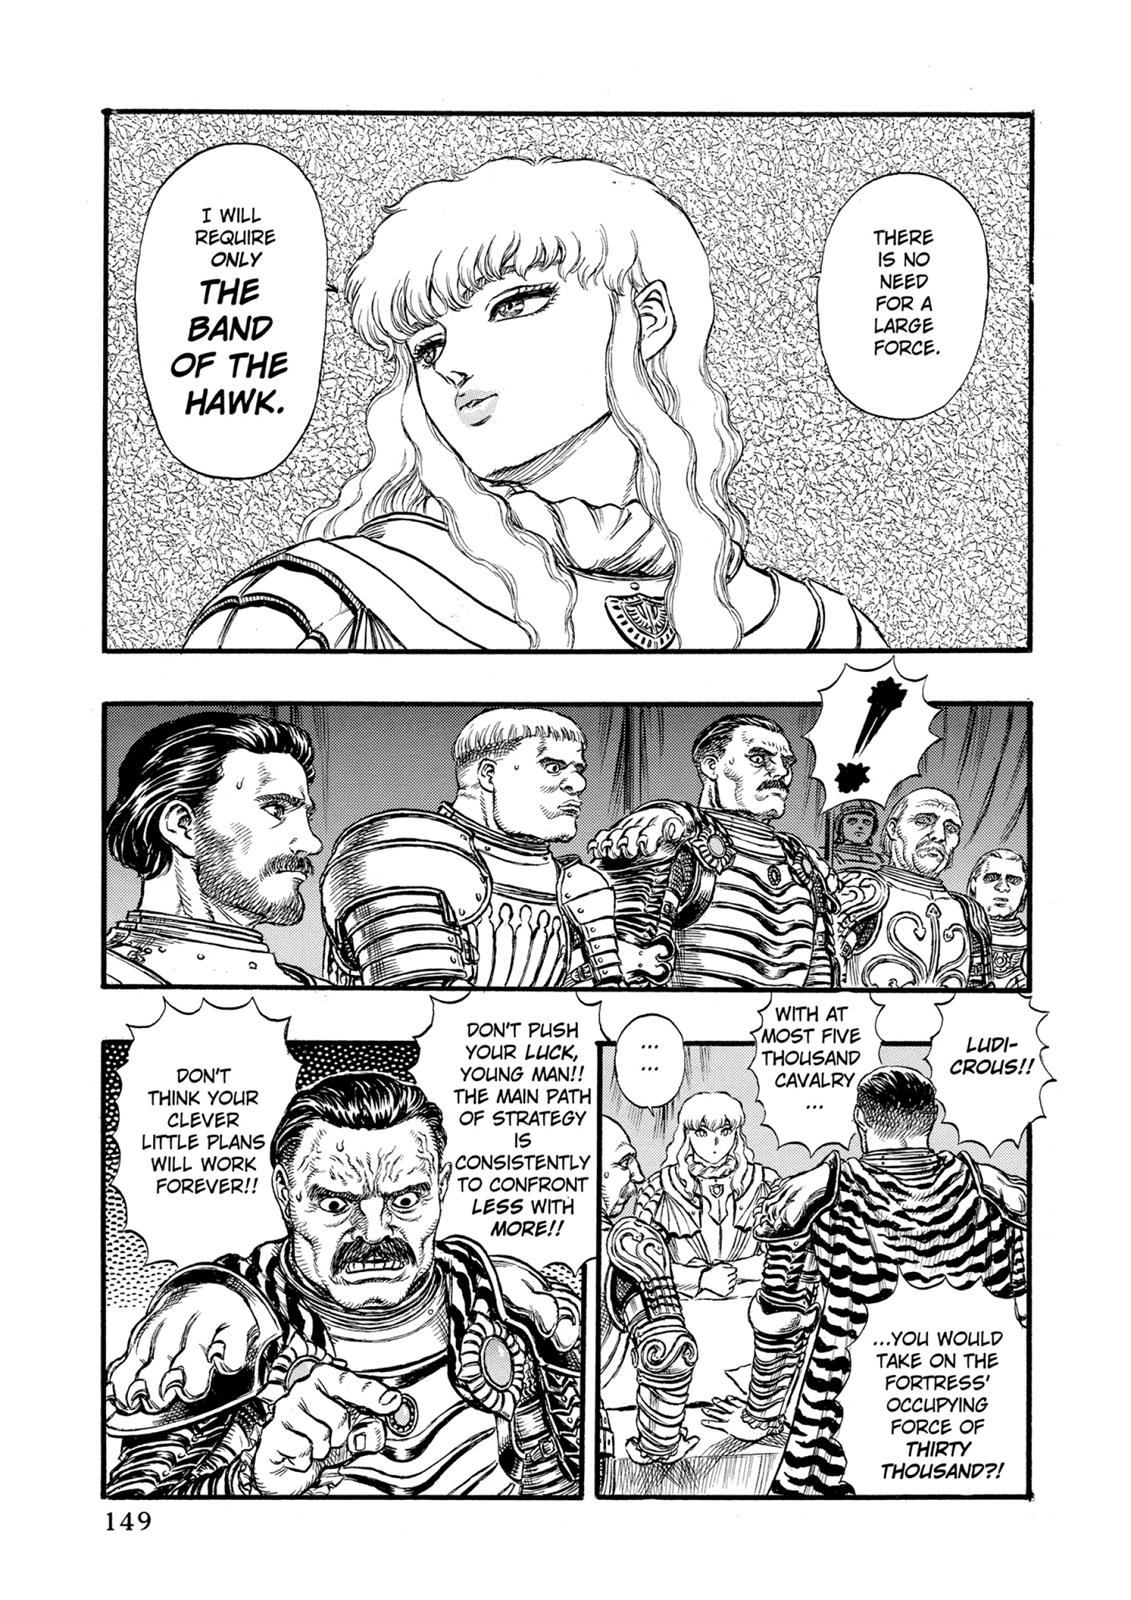 THERE
IS NO
NEED
FOR A
LARGE
FORCE.
I WILL
REQUIRE
ONLY
THE
BAND
OF THE
HAWK.
!
LUDI-
CROUS!!
WITH AT
MOST FIVE
THOUSAND
CAVALRY
...
...
...
...YOU WOULD
TAKE ON THE
FORTRESS'
OCCUPYING
FORCE OF
THIRTY
THOUSAND?!
DON'T PUSH
YOUR LUCK,
YOUNG MAN!!
THE MAIN PATH
OF STRATEGY
IS
CONSISTENTLY
TO CONFRONT
LESS WITH
MORE!!
DON'T
THINK YOUR
CLEVER
LITTLE PLANS
WILL WORK
FOREVER!!
149